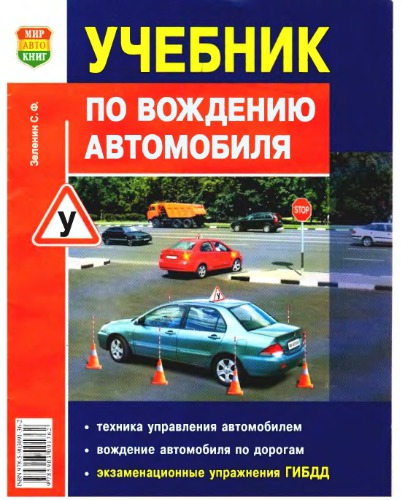 МИР
АВТО
КНИГ
УЧЕБНИК
ПО ВОЖДЕНИЮ
АВТОМОБИЛЯ
Зеленин С. Ф.
У
STOP
• техника управления автомобилем
• вождение автомобиля по дорогам
• экзаменационные упражнения ГИБДД